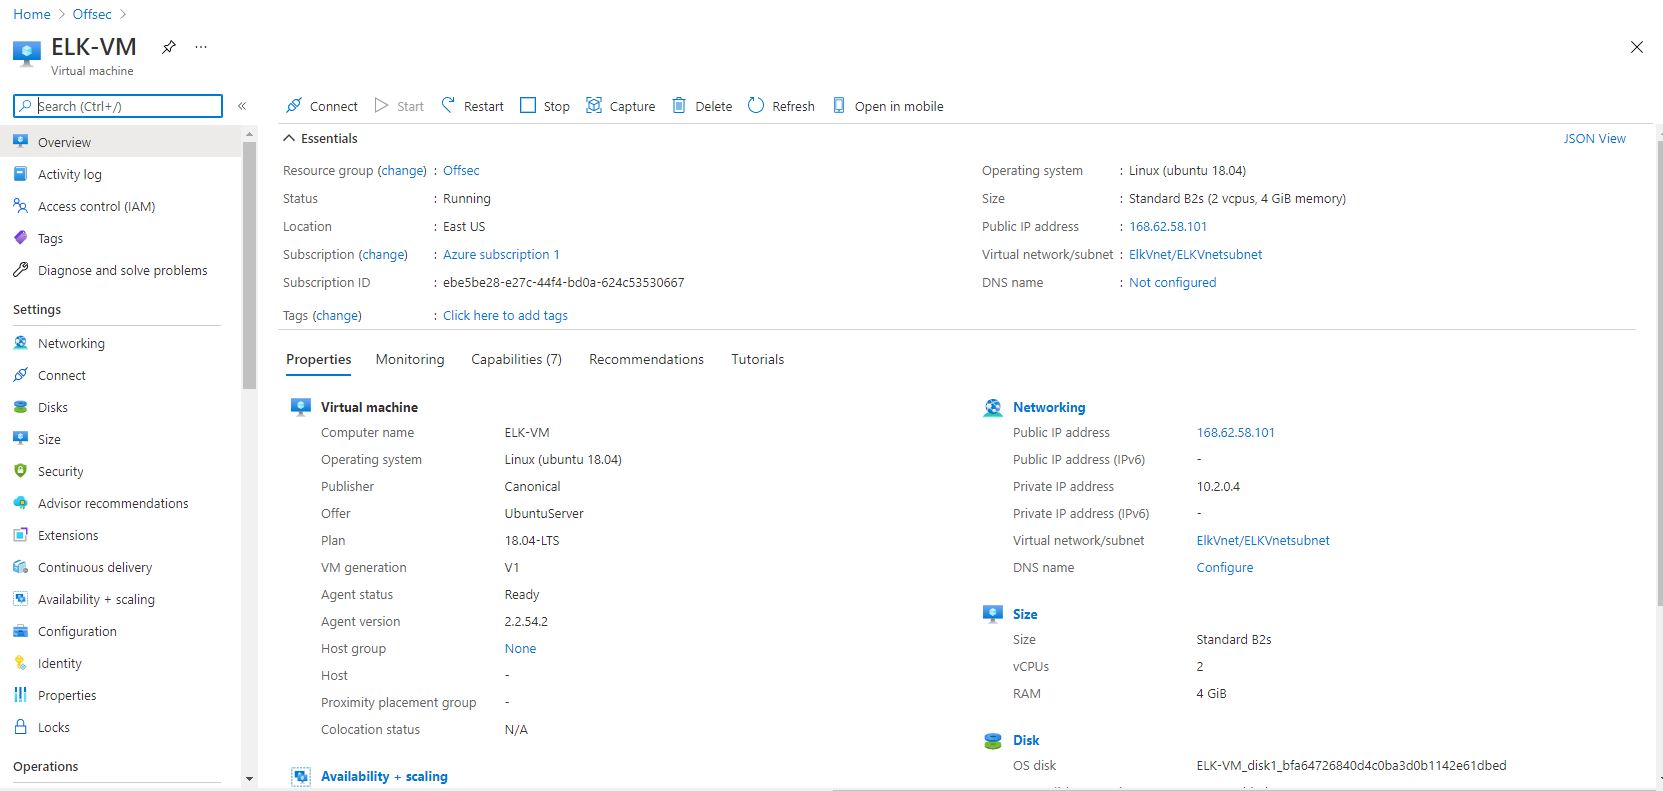 Home > Offsec >
ELK-VM
Virtual machine
Search (Ctrl+/)
Overview
Activity log
Access control (IAM)
Tags
Diagnose and solve problems
Settings
Networking
Connect
Disks
Size
Security
Advisor recommendations
Extensions
Continuous delivery
Availability + scaling
Configuration
Identity
Properties
Locks
Operations
Connect Start Restart Stop Capture Delete Refresh Open in mobile
Essentials JSON View
Resource group (change) : Offsec
Status : Running
Location : East US
Subscription (change) : Azure subscription 1
Subscription ID : ebe5be28-e27c-44f4-bd0a-624c53530667
Tags (change) : Click here to add tags
Operating system : Linux (ubuntu 18.04)
Size : Standard B2s (2 vcpus, 4 GiB memory)
Public IP address : 168.62.58.101
Virtual network/subnet : ElkVnet/ELKVnetsubnet
DNS name : Not configured
Properties Monitoring Capabilities (7) Recommendations Tutorials
Virtual machine
Computer name ELK-VM
Operating system Linux (ubuntu 18.04)
Publisher Canonical
Offer UbuntuServer
Plan 18.04-LTS
VM generation V1
Agent status Ready
Agent version 2.2.54.2
Host group None
Host -
Proximity placement group -
Colocation status N/A
Availability + scaling
Networking
Public IP address 168.62.58.101
Public IP address (IPv6) -
Private IP address 10.2.0.4
Private IP address (IPv6) -
Virtual network/subnet ElkVnet/ELKVnetsubnet
DNS name Configure
Size
Size Standard B2s
vCPUs 2
RAM 4 GiB
Disk
OS disk ELK-VM_disk1_bfa64726840d4c0ba3d0b1142e61dbed